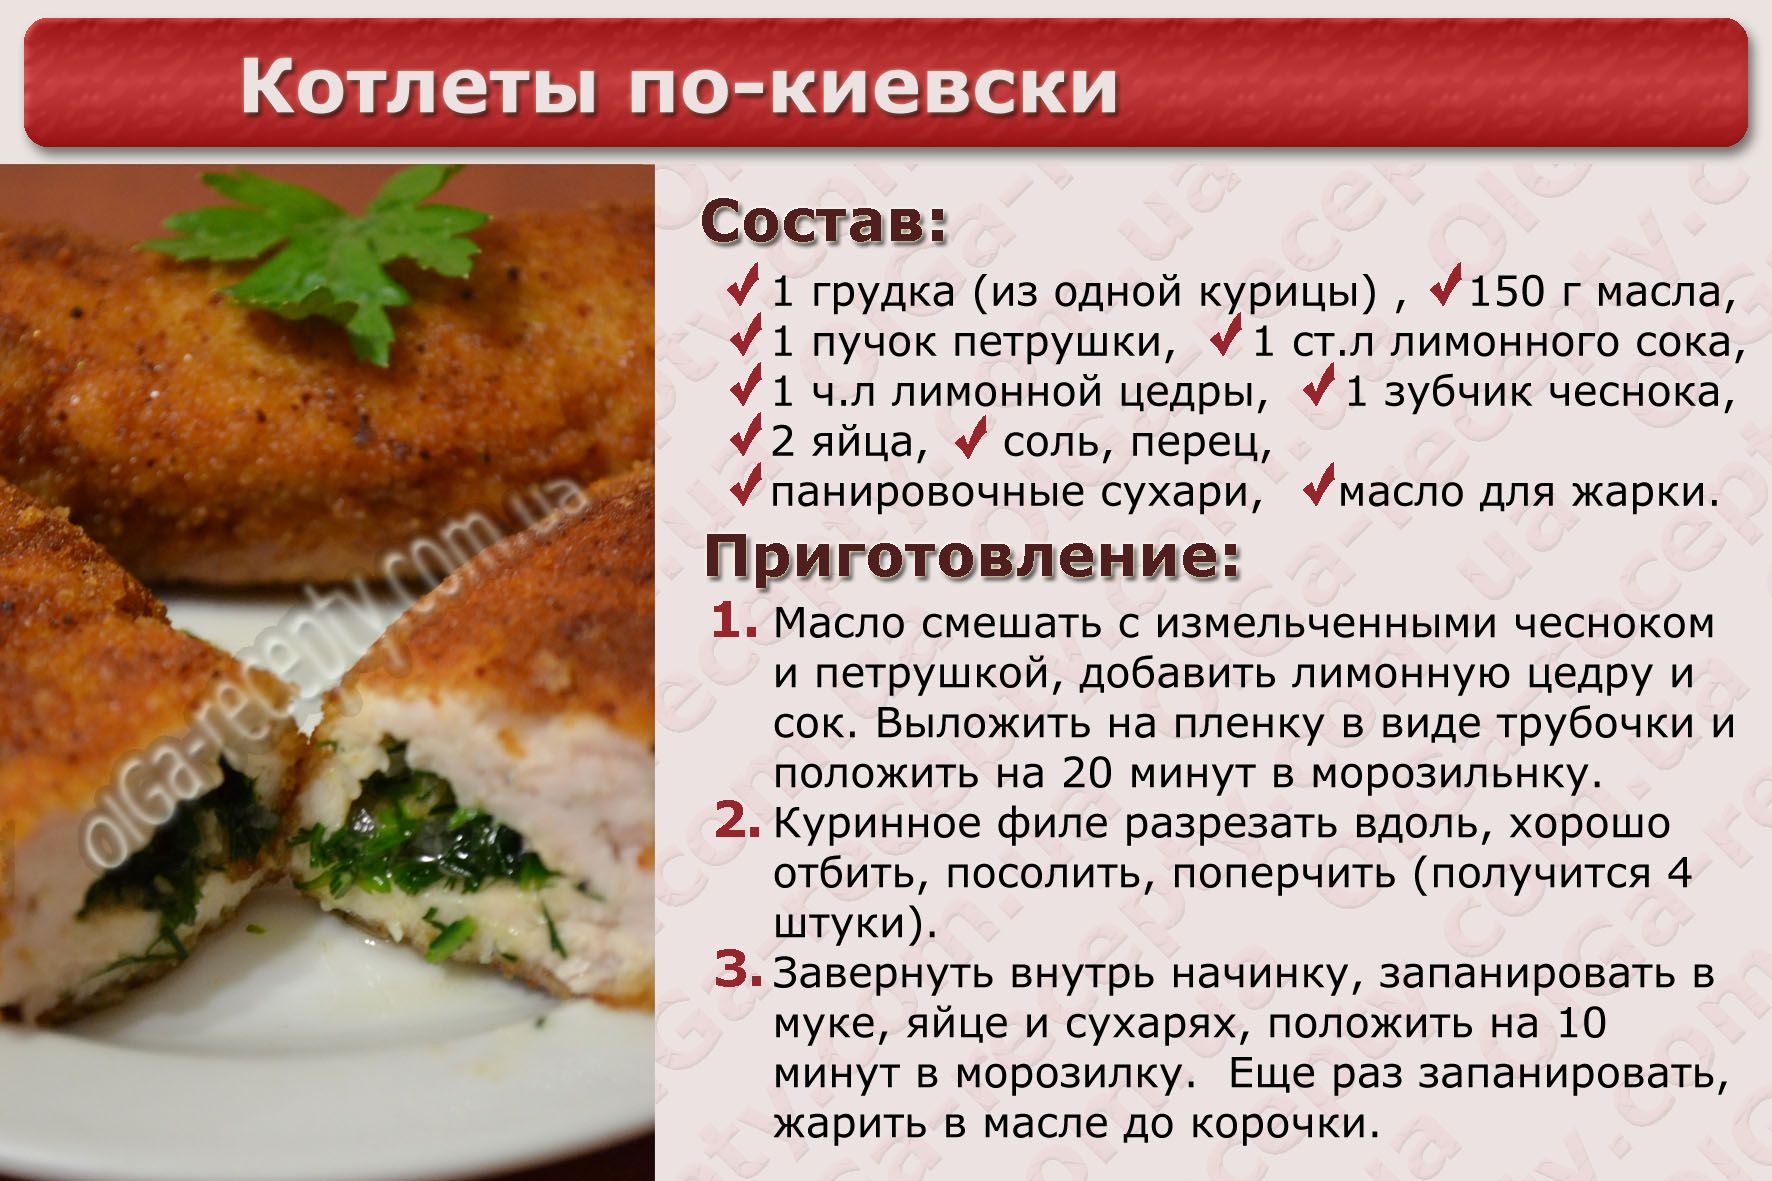 Котлеты по-киевски
Состав:
1 грудка (из одной курицы) , 150 г масла,
1 пучок петрушки, 1 ст.л лимонного сока,
1 ч.л лимонной цедры, 1 зубчик чеснока,
2 яйца, соль, перец,
панировочные сухари, масло для жарки.
Приготовление:
1. Масло смешать с измельченными чесноком
и петрушкой, добавить лимонную цедру и
сок. Выложить на пленку в виде трубочки и
положить на 20 минут в морозильнку.
2. Куринное филе разрезать вдоль, хорошо
отбить, посолить, поперчить (получится 4
штуки).
3. Завернуть внутрь начинку, запанировать в
муке, яйце и сухарях, положить на 10
минут в морозилку. Еще раз запанировать,
жарить в масле до корочки.
olGa-recepty.com.ua